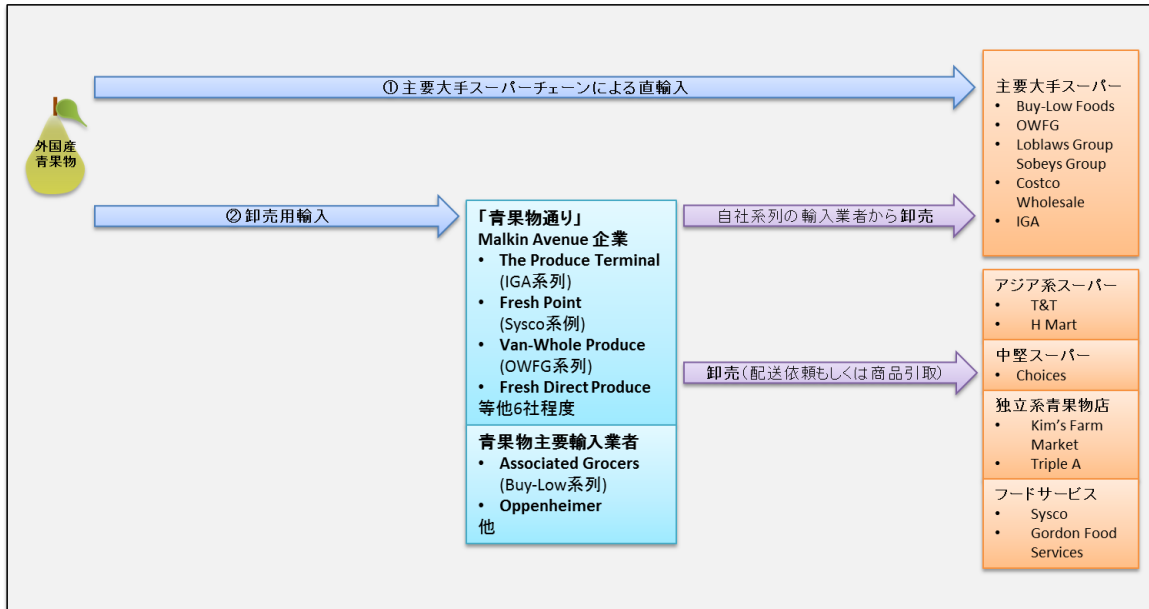 外国産
青果物
①主要大手スーパーチェーンによる直輸入
②卸売用輸入
「青果物通り」
Malkin Avenue 企業
• The Produce Terminal
(IGA系列)
• Fresh Point
(Sysco系例)
• Van-Whole Produce
(OWFG系列)
• Fresh Direct Produce
等他6社程度
青果物主要輸入業者
• Associated Grocers
(Buy-Low系列)
• Oppenheimer
他
自社系列の輸入業者から卸売
卸売(配送依頼もしくは商品引取)
主要大手スーパー
• Buy-Low Foods
• OWFG
• Loblaws Group
Sobeys Group
• Costco
Wholesale
• IGA
アジア系スーパー
• T&T
• H Mart
中堅スーパー
• Choices
独立系青果物店
• Kim's Farm
Market
• Triple A
フードサービス
• Sysco
• Gordon Food
Services